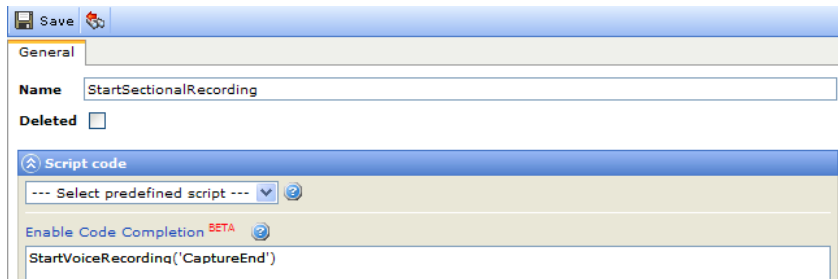 Save
General
Name StartSectionalRecording
Deleted
Script code
--- Select predefined script ---
Enable Code Completion BETA
StartVoiceRecording('CaptureEnd')